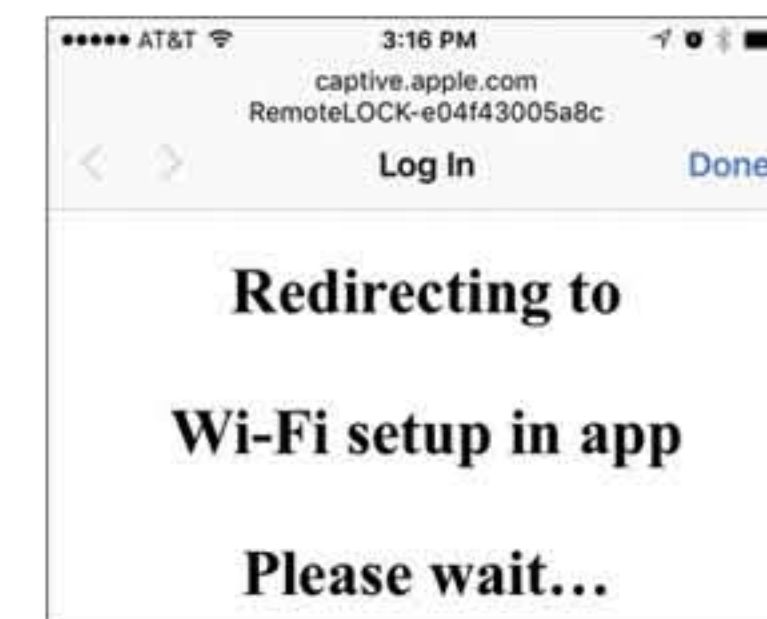 AT&T 3:16 PM
captive.apple.com
RemoteLOCK-e04f43005a8c
Log In Done
Redirecting to
Wi-Fi setup in app
Please wait...